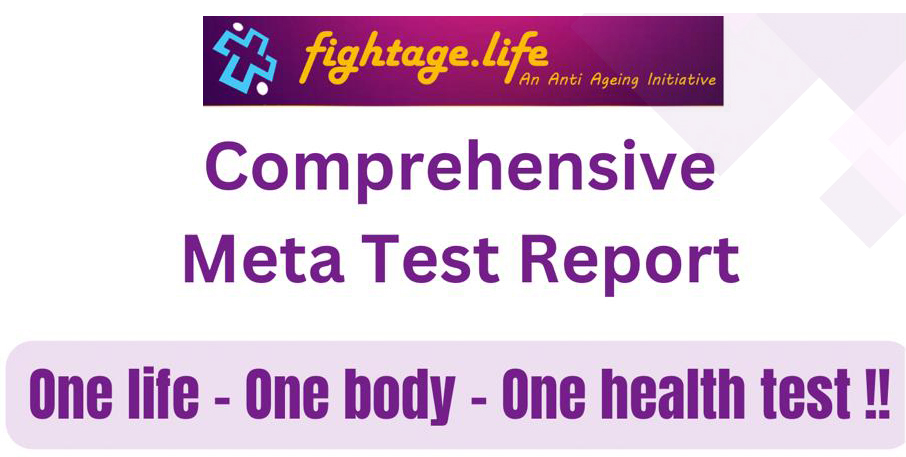 fightage.life
An Anti Ageing Initiative
Comprehensive
Meta Test Report
One life - One body - One health test !!